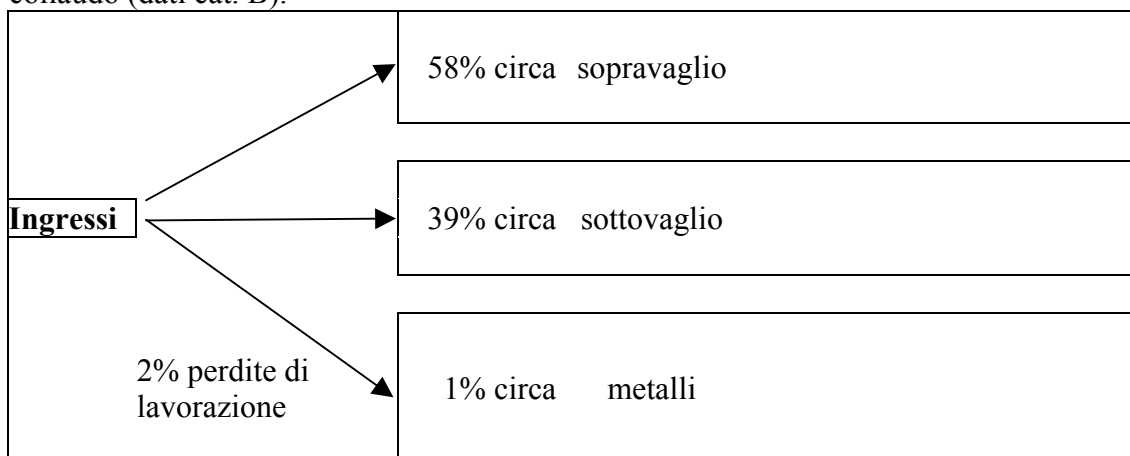 collaudo (dati cat. B).
58% circa sopravaglio
Ingressi
39% circa sottovaglio
2% perdite di
lavorazione
1% circa metalli